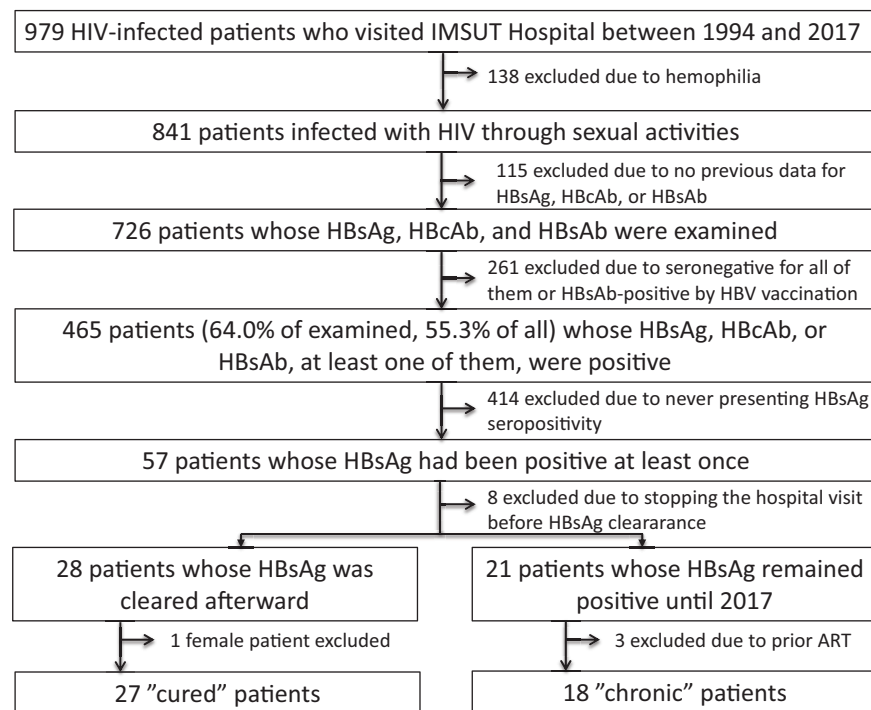 979 HIV-infected patients who visited IMSUT Hospital between 1994 and 2017
138 excluded due to hemophilia
841 patients infected with HIV through sexual activities
115 excluded due to no previous data for
HBsAg, HBcAb, or HBsAb
726 patients whose HBsAg, HBcAb, and HBsAb were examined
261 excluded due to seronegative for all of
them or HBsAb-positive by HBV vaccination
465 patients (64.0% of examined, 55.3% of all) whose HBsAg, HBcAb, or
HBsAb, at least one of them, were positive
414 excluded due to never presenting HBsAg
seropositivity
57 patients whose HBsAg had been positive at least once
8 excluded due to stopping the hospital visit
before HBsAg cleararance
28 patients whose HBsAg was
cleared afterward
21 patients whose HBsAg remained
positive until 2017
1 female patient excluded
3 excluded due to prior ART
27 ”cured” patients
18 ”chronic” patients